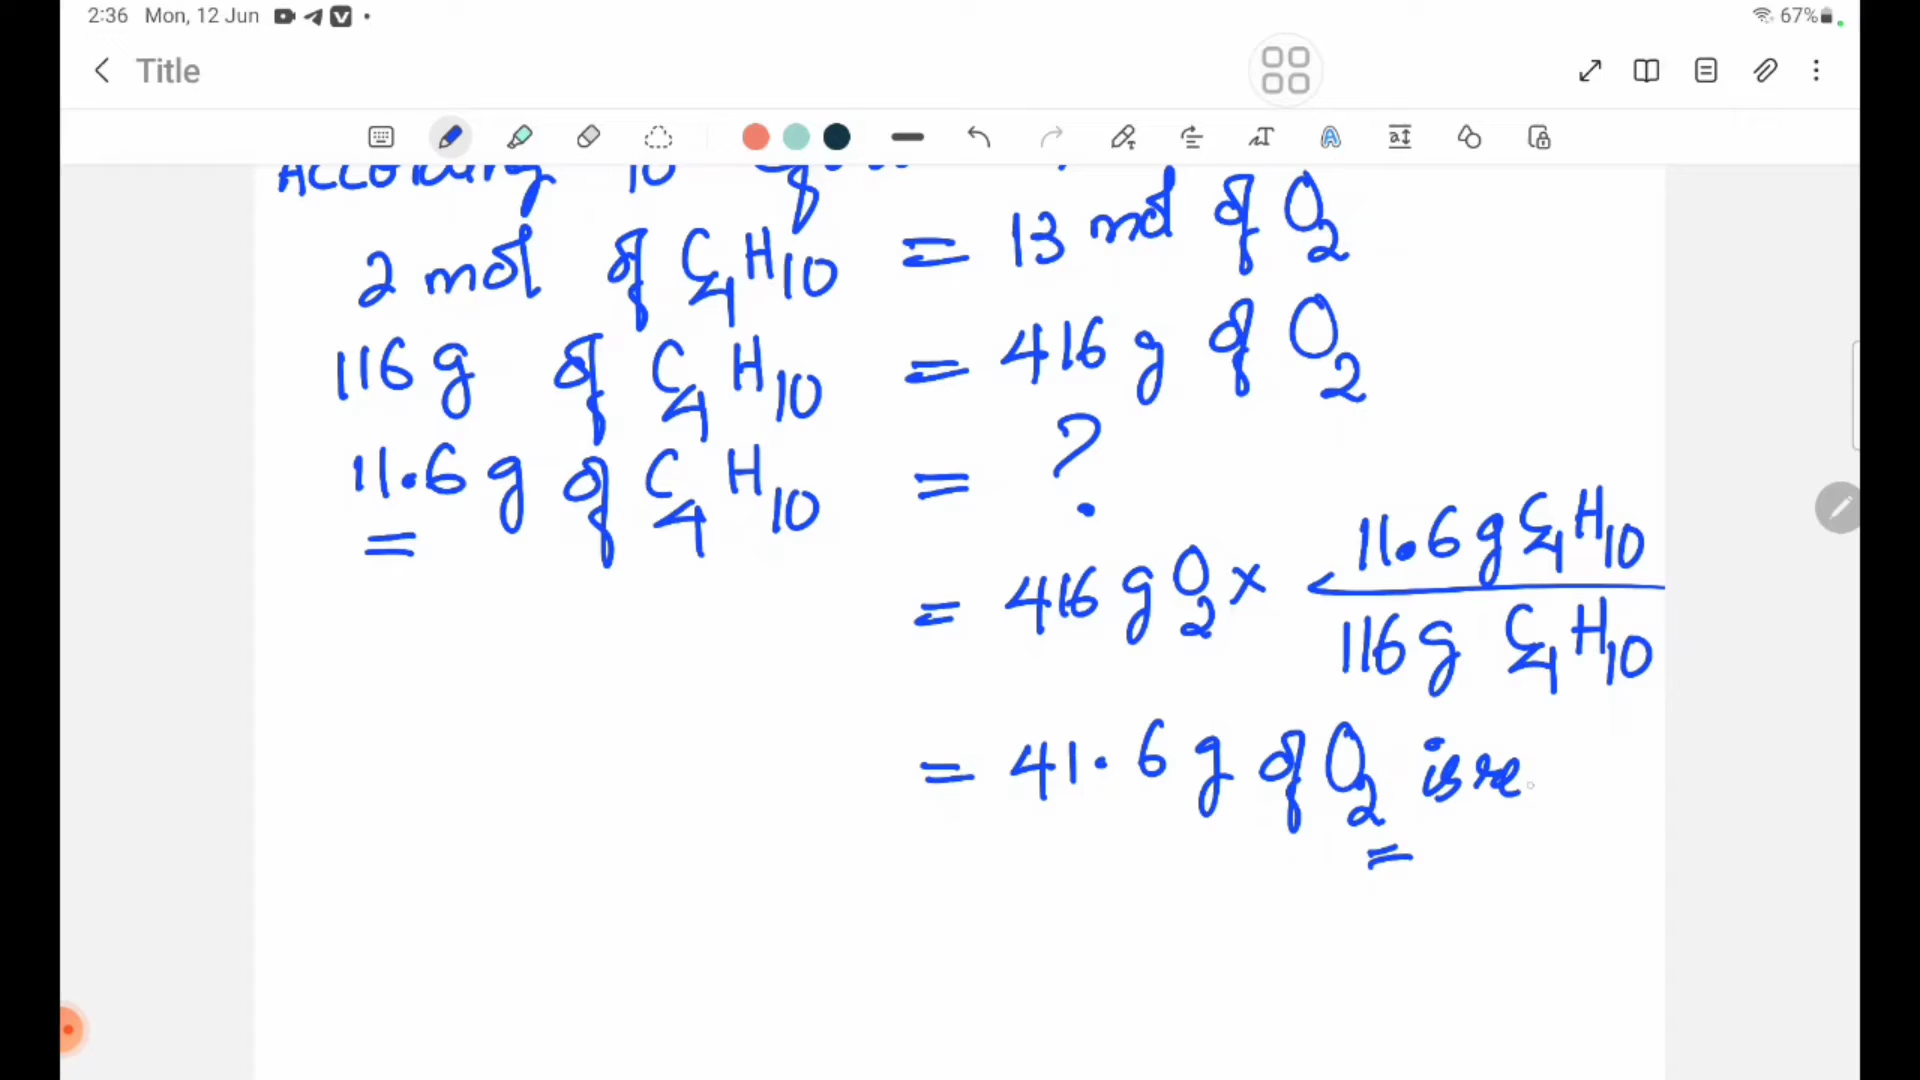 2:36 Mon, 12 Jun
67%
Title
According to
2 mol of C4H10 = 13 mol of O2
116 g of C4H10 = 416 g of O2
11.6 g of C4H10 = ?
= 416 g O2 × 11.6 g C4H10
116 g C4H10
= 41.6 g of O2 is re